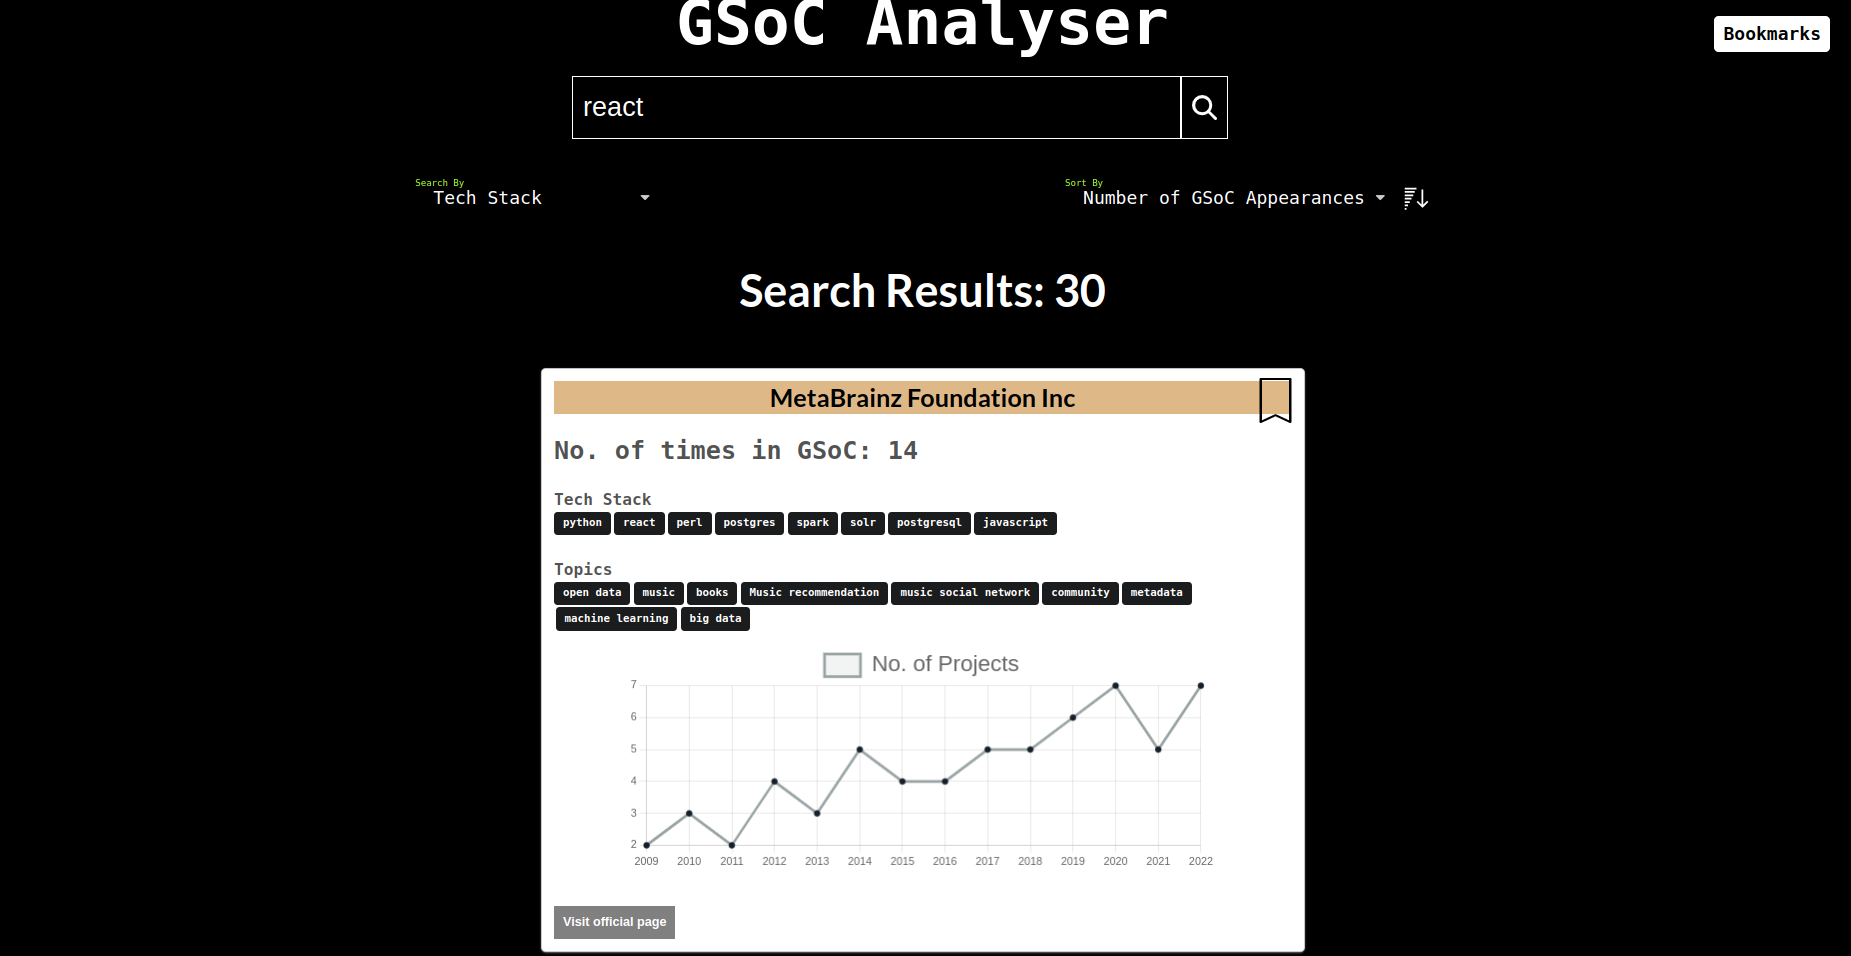 GSoC Analyser
Bookmarks
react
Search By
Tech Stack
Sort By
Number of GSoC Appearances
Search Results: 30
MetaBrainz Foundation Inc
No. of times in GSoC: 14
Tech Stack
python react perl postgres spark solr postgresql javascript
Topics
open data music books Music recommendation music social network community metadata
machine learning big data
No. of Projects
7
6
5
4
3
2
2009 2010 2011 2012 2013 2014 2015 2016 2017 2018 2019 2020 2021 2022
Visit official page